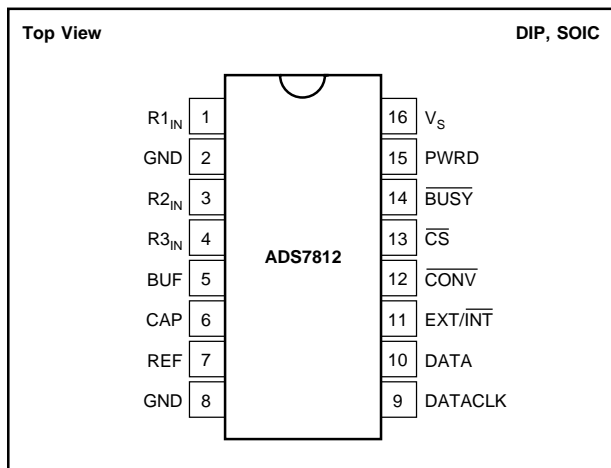 Top View DIP, SOIC
R1IN 1 16 VS
GND 2 15 PWRD
R2IN 3 14 BUSY
R3IN 4 13 CS
ADS7812
BUF 5 12 CONV
CAP 6 11 EXT/INT
REF 7 10 DATA
GND 8 9 DATACLK